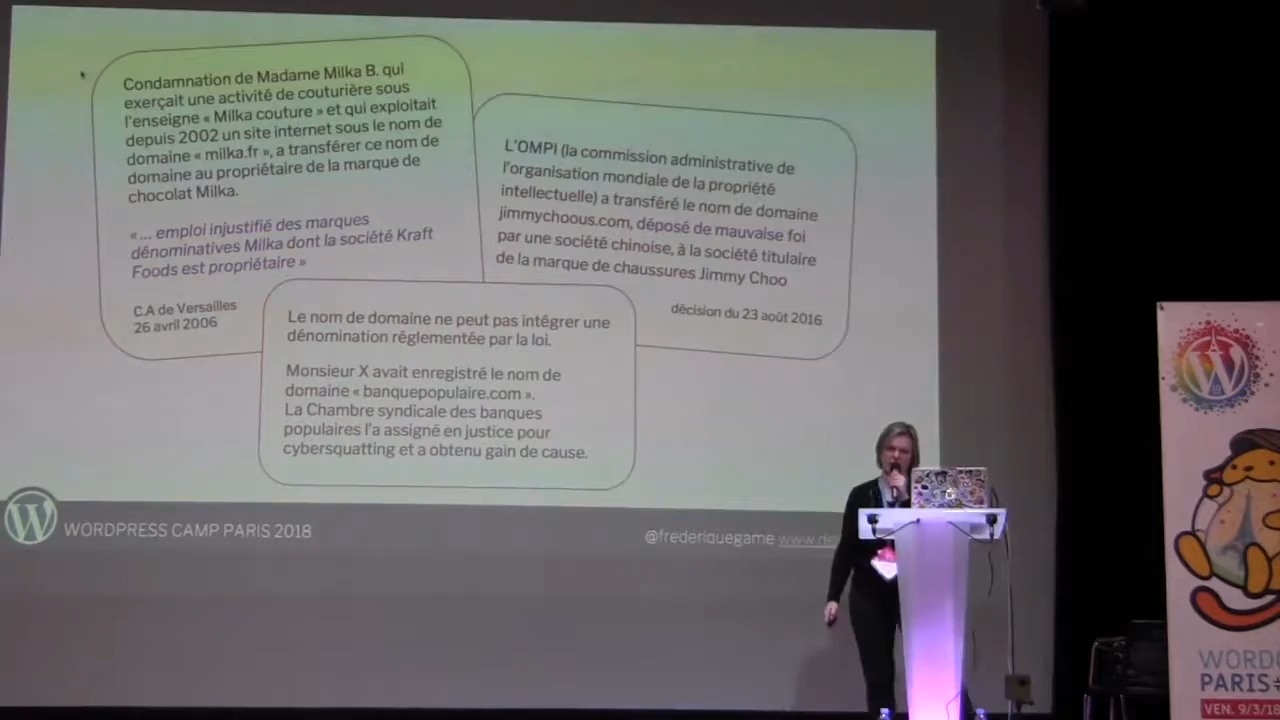 Condamnation de Madame Milka B. qui
exerçait une activité de couturière sous
l'enseigne « Milka couture » et qui exploitait
depuis 2002 un site internet sous le nom de
domaine « milka.fr », a transférer ce nom de
domaine au propriétaire de la marque de
chocolat Milka.
« ... emploi injustifié des marques
dénominatives Milka dont la société Kraft
Foods est propriétaire »
C.A de Versailles
26 avril 2006
L'OMPI (la commission administrative de
l'organisation mondiale de la propriété
intellectuelle) a transféré le nom de domaine
jimmychoous.com, déposé de mauvaise foi
par une société chinoise, à la société titulaire
de la marque de chaussures Jimmy Choo
décision du 23 août 2016
Le nom de domaine ne peut pas intégrer une
dénomination réglementée par la loi.
Monsieur X avait enregistré le nom de
domaine « banquepopulaire.com ».
La Chambre syndicale des banques
populaires l'a assigné en justice pour
cybersquatting et a obtenu gain de cause.
WORDPRESS CAMP PARIS 2018
@frederiquegame www.de
WORDC
PARIS
VEN. 9/3/18